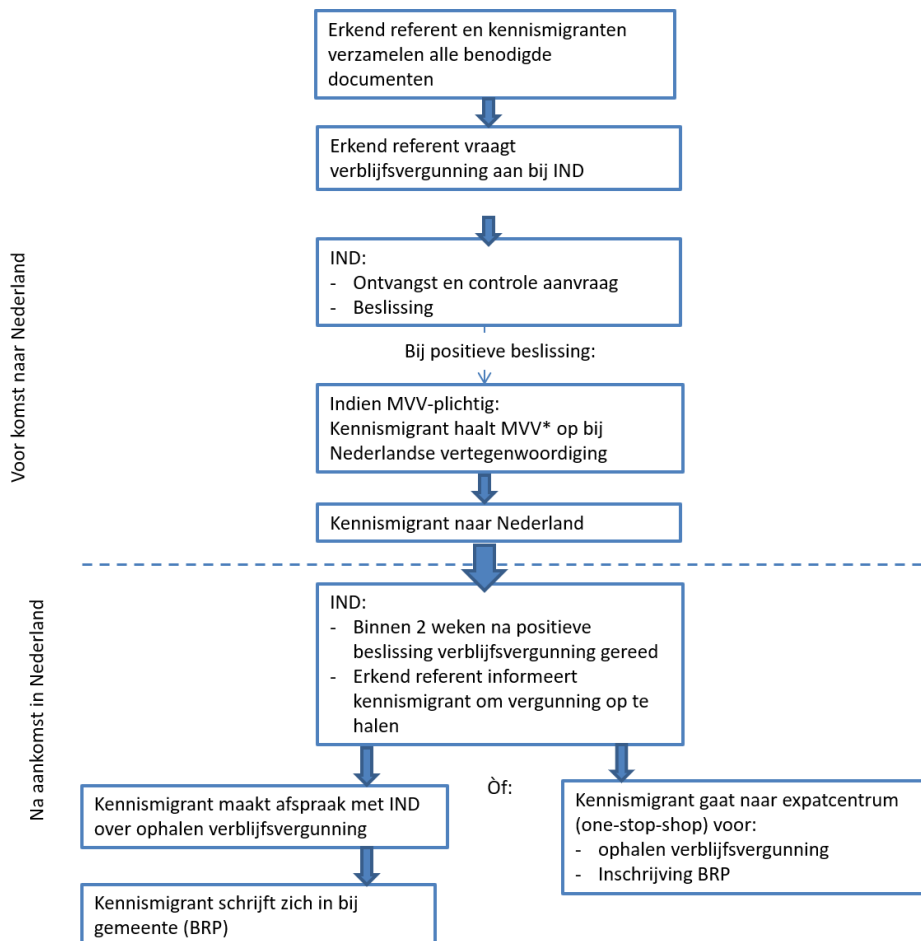 Erkend referent en kennismigranten
verzamelen alle benodigde
documenten
Erkend referent vraagt
verblijfsvergunning aan bij IND
Voor komst naar Nederland
IND:
- Ontvangst en controle aanvraag
- Beslissing
Bij positieve beslissing:
Indien MVV-plichtig:
Kennismigrant haalt MVV* op bij
Nederlandse vertegenwoordiging
Kennismigrant naar Nederland
Na aankomst in Nederland
IND:
- Binnen 2 weken na positieve
beslissing verblijfsvergunning gereed
- Erkend referent informeert
kennismigrant om vergunning op te
halen
Kennismigrant maakt afspraak met IND
over ophalen verblijfsvergunning
Kennismigrant schrijft zich in bij
gemeente (BRP)
Òf:
Kennismigrant gaat naar expatcentrum
(one-stop-shop) voor:
- ophalen verblijfsvergunning
- Inschrijving BRP